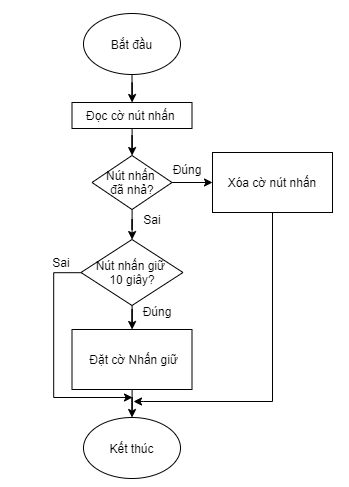 Bắt đầu
Đọc cờ nút nhấn
Nút nhấn
đã nhả?
Đúng
Xóa cờ nút nhấn
Sai
Sai
Nút nhấn giữ
10 giây?
Đúng
Đặt cờ Nhấn giữ
Kết thúc